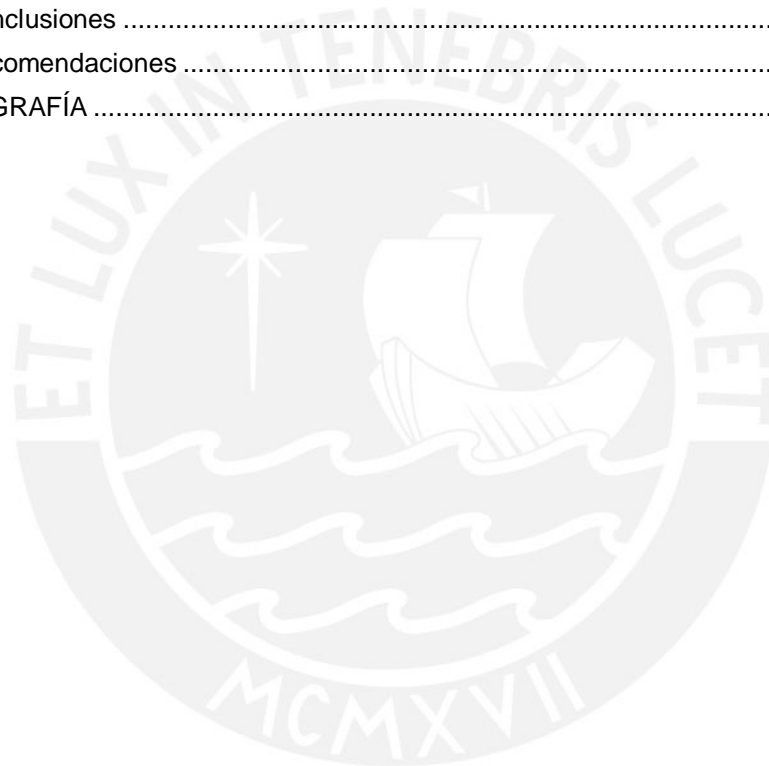 nclusiones ........................................................................................
comendaciones ................................................................................
GRAFÍA ............................................................................................
ET LUX IN TENEBRIS LUCET
MCMXVII